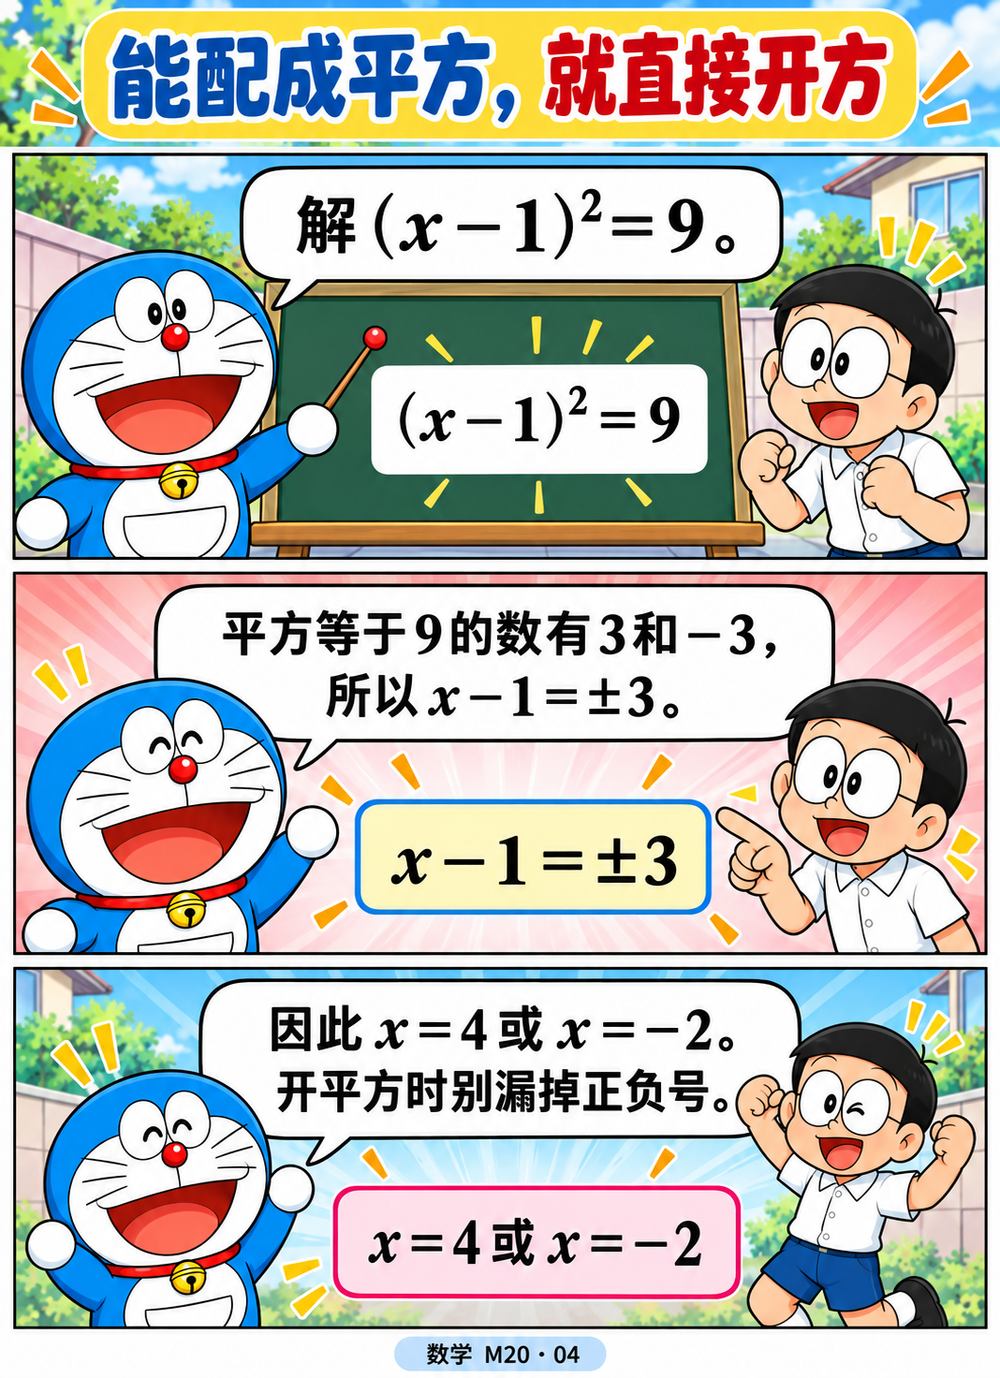 能配成平方，就直接开方
解 (x－1)²＝9。
(x－1)²＝9
平方等于9的数有3和－3，
所以 x－1＝±3。
x－1＝±3
因此 x＝4 或 x＝－2。
开平方时别漏掉正负号。
x＝4 或 x＝－2
数学 M20·04